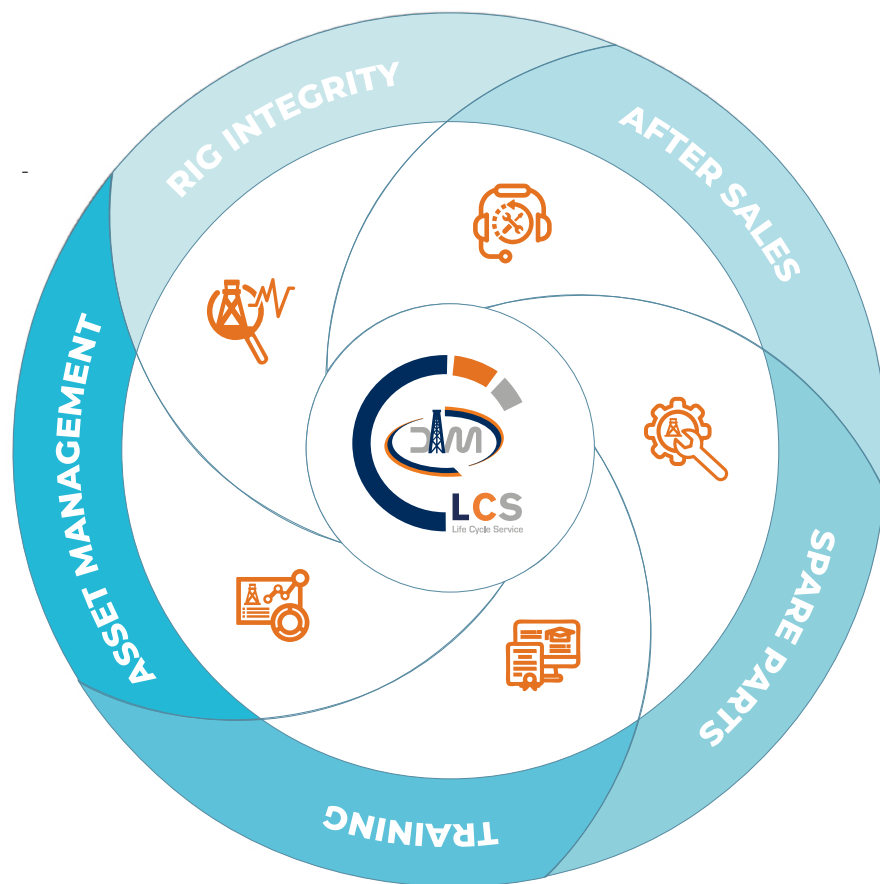 RIG INTEGRITY
AFTER SALES
SPARE PARTS
TRAINING
ASSET MANAGEMENT
LCS
Life Cycle Service